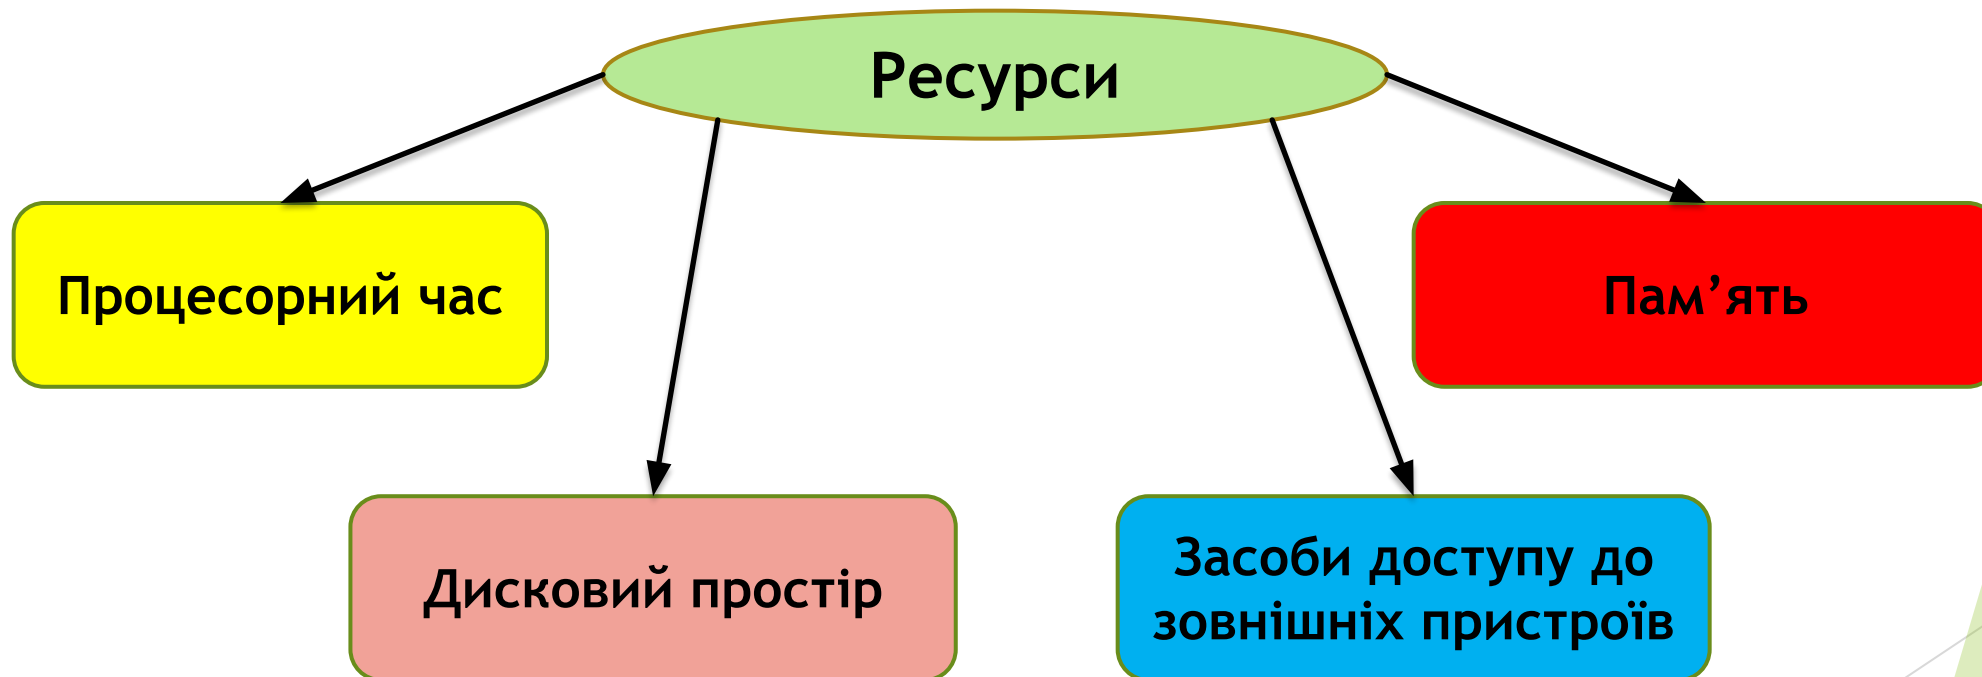 Ресурси
Процесорний час
Пам’ять
Дисковий простір
Засоби доступу до
зовнішніх пристроїв